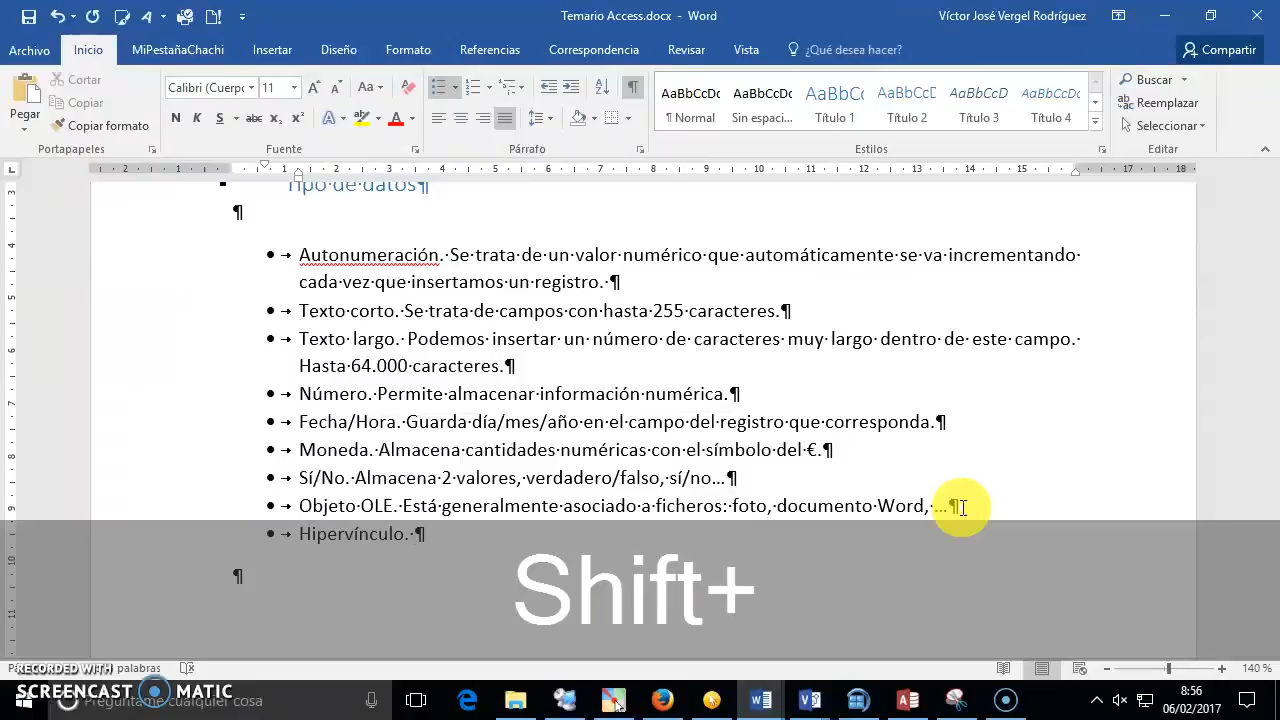 Temario Access.docx - Word
Víctor José Vergel Rodríguez
Archivo
Inicio
MiPestañaChachi
Insertar
Diseño
Formato
Referencias
Correspondencia
Revisar
Vista
¿Qué desea hacer?
Compartir
Pegar
Cortar
Copiar
Copiar formato
Calibri (Cuerpo
11
AaBbCcDc
AaBbCcDc
AaBbCc
AaBbCcD
AaBbCcD
AaBbCcDc
¶ Normal
Sin espaci...
Título 1
Título 2
Título 3
Título 4
Buscar
Reemplazar
Seleccionar
Portapapeles
Fuente
Párrafo
Estilos
Editar
Tipo·de·datos¶
¶
Autonumeración.·Se·trata·de·un·valor·numérico·que·automáticamente·se·va·incrementando·
cada·vez·que·insertamos·un·registro.·¶
Texto·corto.·Se·trata·de·campos·con·hasta·255·caracteres.¶
Texto·largo.·Podemos·insertar·un·número·de·caracteres·muy·largo·dentro·de·este·campo.·
Hasta·64.000·caracteres.¶
Número.·Permite·almacenar·información·numérica.¶
Fecha/Hora.·Guarda·día/mes/año·en·el·campo·del·registro·que·corresponda.¶
Moneda.·Almacena·cantidades·numéricas·con·el·símbolo·del·€.¶
Sí/No.·Almacena·2·valores,·verdadero/falso,·sí/no…¶
Objeto·OLE.·Está·generalmente·asociado·a·ficheros:·foto,·documento·Word,·…¶
Hipervínculo.·¶
¶
Shift+
palabras
140 %
RECORDED WITH
SCREENCAST MATIC
Pregúntame cualquier cosa
8:56
06/02/2017